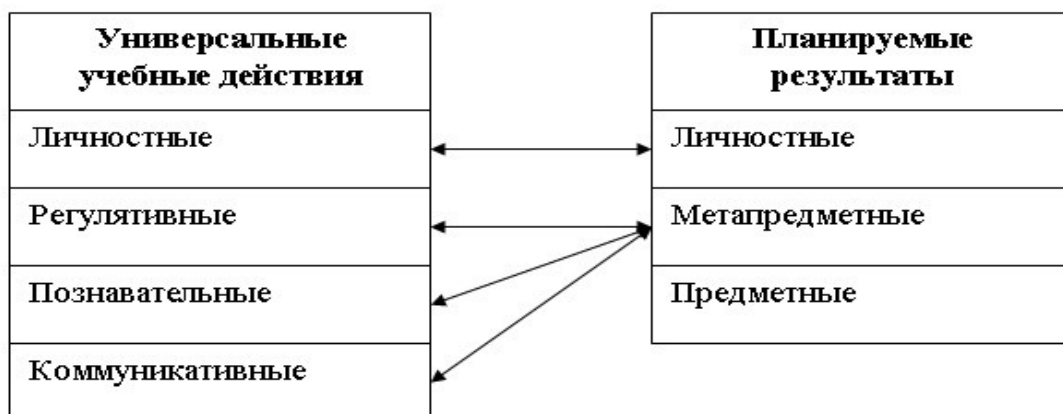 Универсальные
учебные действия
Личностные
Регулятивные
Познавательные
Коммуникативные
Планируемые
результаты
Личностные
Метапредметные
Предметные